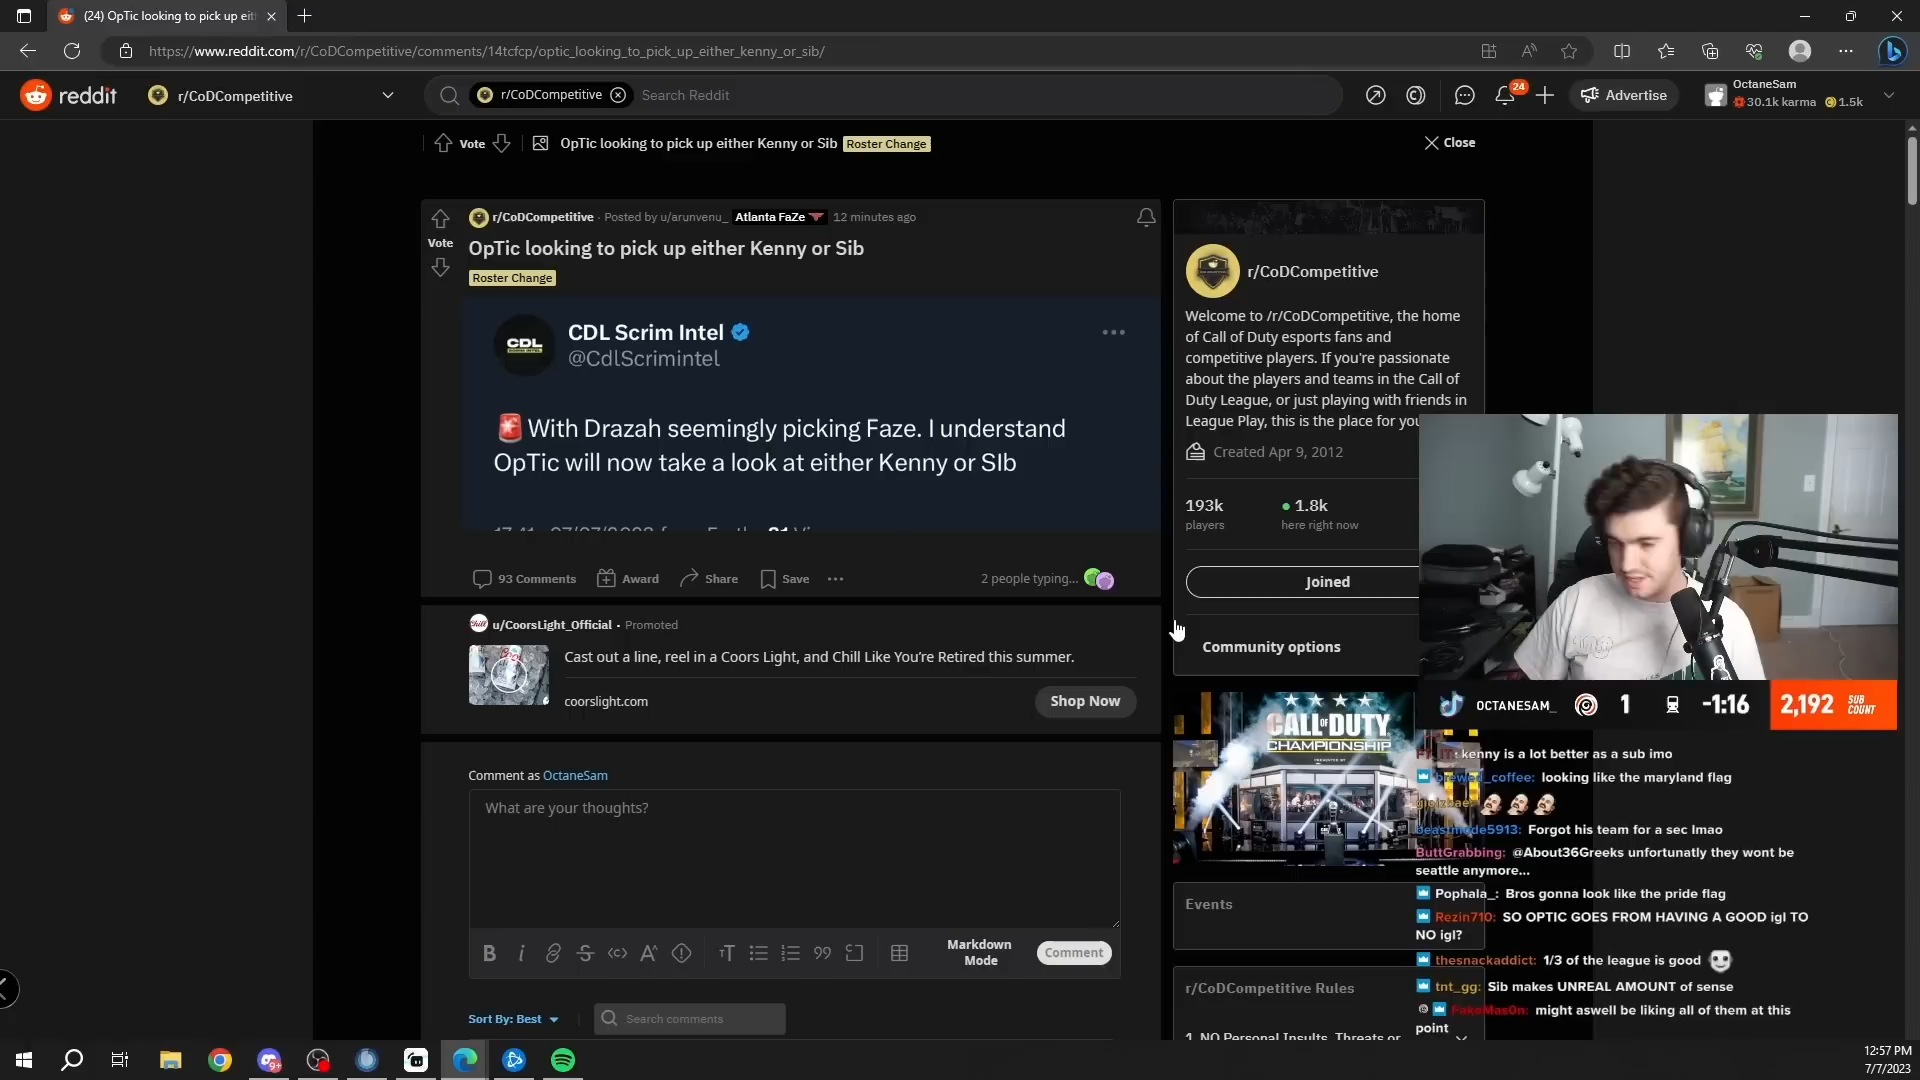 (24) OpTic looking to pick up eit
https://www.reddit.com/r/CoDCompetitive/comments/14tcfcp/optic_looking_to_pick_up_either_kenny_or_sib/
reddit
r/CoDCompetitive
r/CoDCompetitive
Search Reddit
24
Advertise
OctaneSam
30.1k karma
1.5k
Vote
OpTic looking to pick up either Kenny or Sib
Roster Change
Close
r/CoDCompetitive · Posted by u/arunvenu_ Atlanta FaZe 12 minutes ago
Vote
OpTic looking to pick up either Kenny or Sib
Roster Change
CDL
CDL Scrim Intel
@CdlScrimintel
🚨With Drazah seemingly picking Faze. I understand
OpTic will now take a look at either Kenny or SIb
93 Comments
Award
Share
Save
2 people typing...
u/CoorsLight_Official · Promoted
Cast out a line, reel in a Coors Light, and Chill Like You're Retired this summer.
coorslight.com
Shop Now
Comment as OctaneSam
What are your thoughts?
Markdown
Mode
Comment
Sort By: Best
Search comments
r/CoDCompetitive
Welcome to /r/CoDCompetitive, the home
of Call of Duty esports fans and
competitive players. If you're passionate
about the players and teams in the Call of
Duty League, or just playing with friends in
League Play, this is the place for you
Created Apr 9, 2012
193k
players
1.8k
here right now
Joined
Community options
CALL OF DUTY
CHAMPIONSHIP
Events
r/CoDCompetitive Rules
1. NO Personal Insults, Threats or
OCTANESAM_
1
-1:16
2,192
SUB
COUNT
kenny is a lot better as a sub imo
brewed_coffee: looking like the maryland flag
beastmode5913: Forgot his team for a sec lmao
ButtGrabbing: @About36Greeks unfortunatly they wont be
seattle anymore...
Pophala_: Bros gonna look like the pride flag
Rezin710: SO OPTIC GOES FROM HAVING A GOOD igl TO
NO igl?
thesnackaddict: 1/3 of the league is good
tnt_gg: Sib makes UNREAL AMOUNT of sense
FakeMas0n: might aswell be liking all of them at this
point
9+
12:57 PM
7/7/2023